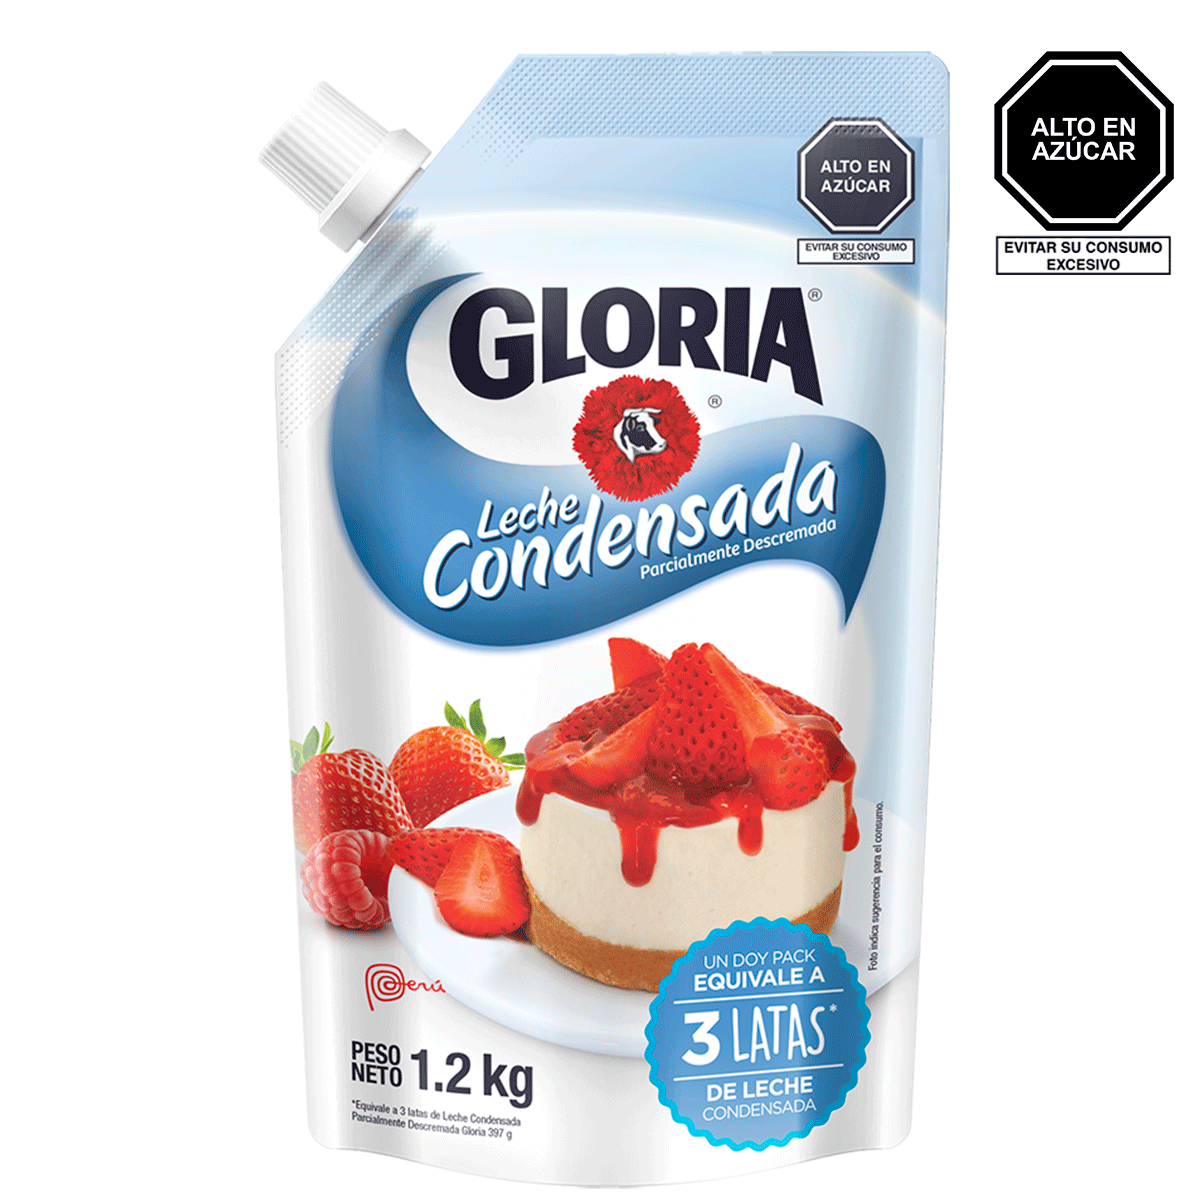 ALTO EN
AZÚCAR
EVITAR SU CONSUMO
EXCESIVO
ALTO EN
AZÚCAR
EVITAR SU CONSUMO
EXCESIVO
GLORIA®
®
Leche
Condensada
Parcialmente Descremada
Foto indica sugerencia para el consumo.
UN DOY PACK
EQUIVALE A
3 LATAS*
DE LECHE
CONDENSADA
Perú
PESO
NETO 1.2 kg
*Equivale a 3 latas de Leche Condensada
Parcialmente Descremada Gloria 397 g